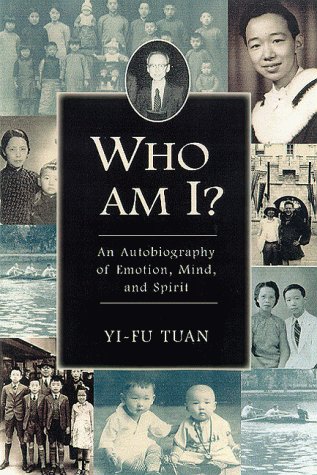 WHO
AM I?
An Autobiography
of Emotion, Mind,
and Spirit
YI-FU TUAN